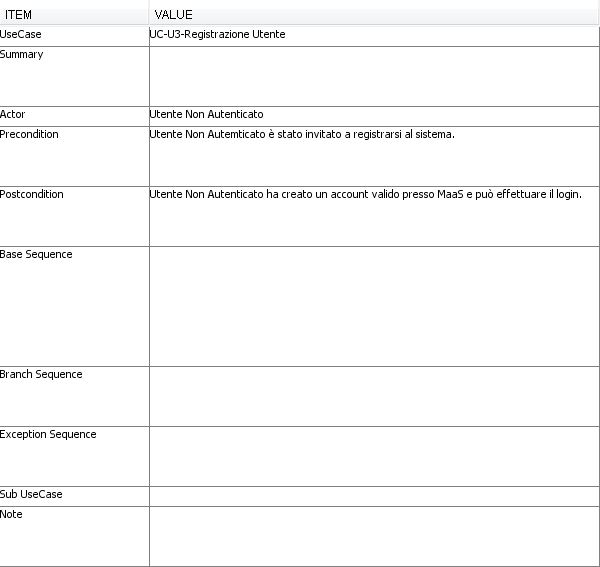 ITEM VALUE
UseCase UC-U3-Registrazione Utente
Summary
Actor Utente Non Autenticato
Precondition Utente Non Autemticato è stato invitato a registrarsi al sistema.
Postcondition Utente Non Autenticato ha creato un account valido presso MaaS e può effettuare il login.
Base Sequence
Branch Sequence
Exception Sequence
Sub UseCase
Note